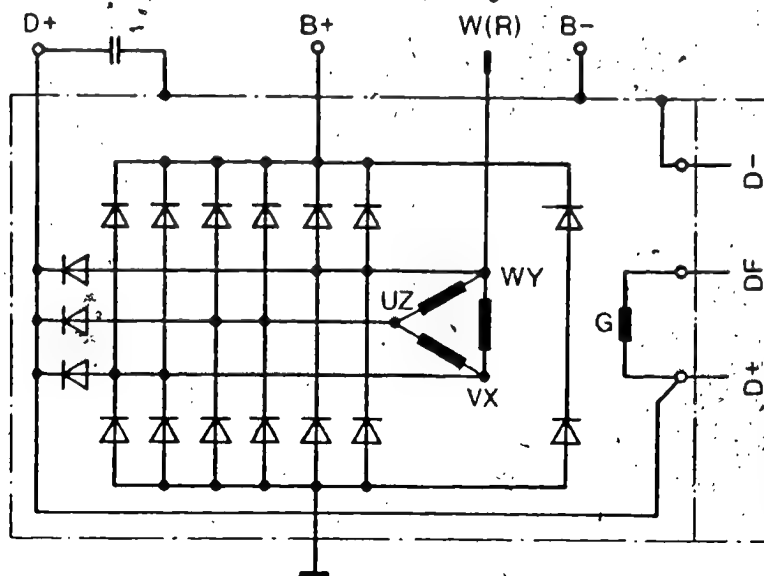 D+
B+
W(R)
B-
D-
DF
D+
UZ
WY
G
VX